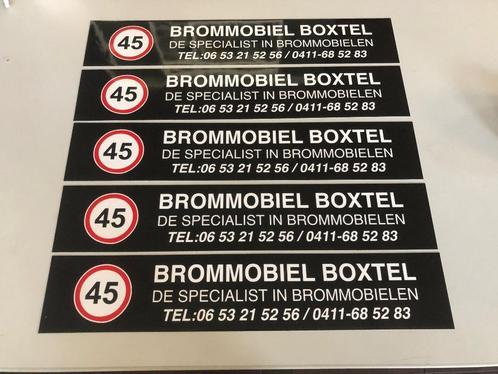 45
BROMMOBIEL BOXTEL
DE SPECIALIST IN BROMMOBIELEN
TEL:06 53 21 52 56 / 0411-68 52 83
45
BROMMOBIEL BOXTEL
DE SPECIALIST IN BROMMOBIELEN
TEL:06 53 21 52 56 / 0411-68 52 83
45
BROMMOBIEL BOXTEL
DE SPECIALIST IN BROMMOBIELEN
TEL:06 53 21 52 56 / 0411-68 52 83
45
BROMMOBIEL BOXTEL
DE SPECIALIST IN BROMMOBIELEN
TEL:06 53 21 52 56 / 0411-68 52 83
45
BROMMOBIEL BOXTEL
DE SPECIALIST IN BROMMOBIELEN
TEL:06 53 21 52 56 / 0411-68 52 83